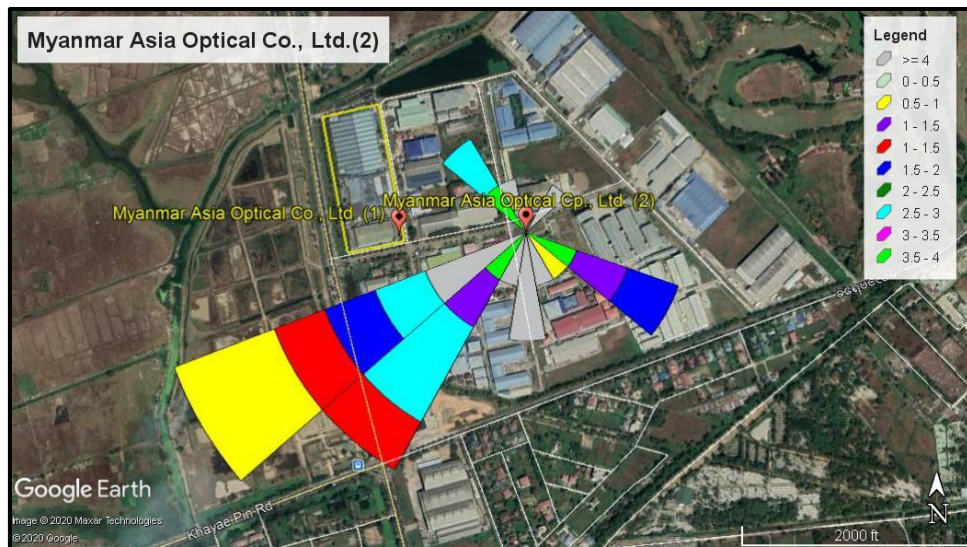 Myanmar Asia Optical Co., Ltd.(2)
Legend
>= 4
0 - 0.5
0.5 - 1
1 - 1.5
1 - 1.5
1.5 - 2
2 - 2.5
2.5 - 3
3 - 3.5
3.5 - 4
Myanmar Asia Optical Co., Ltd. (1)
Myanmar Asia Optical Cp., Ltd. (2)
Khayae Pin Rd
Google Earth
Image © 2020 Maxar Technologies
© 2020 Google
N
2000 ft